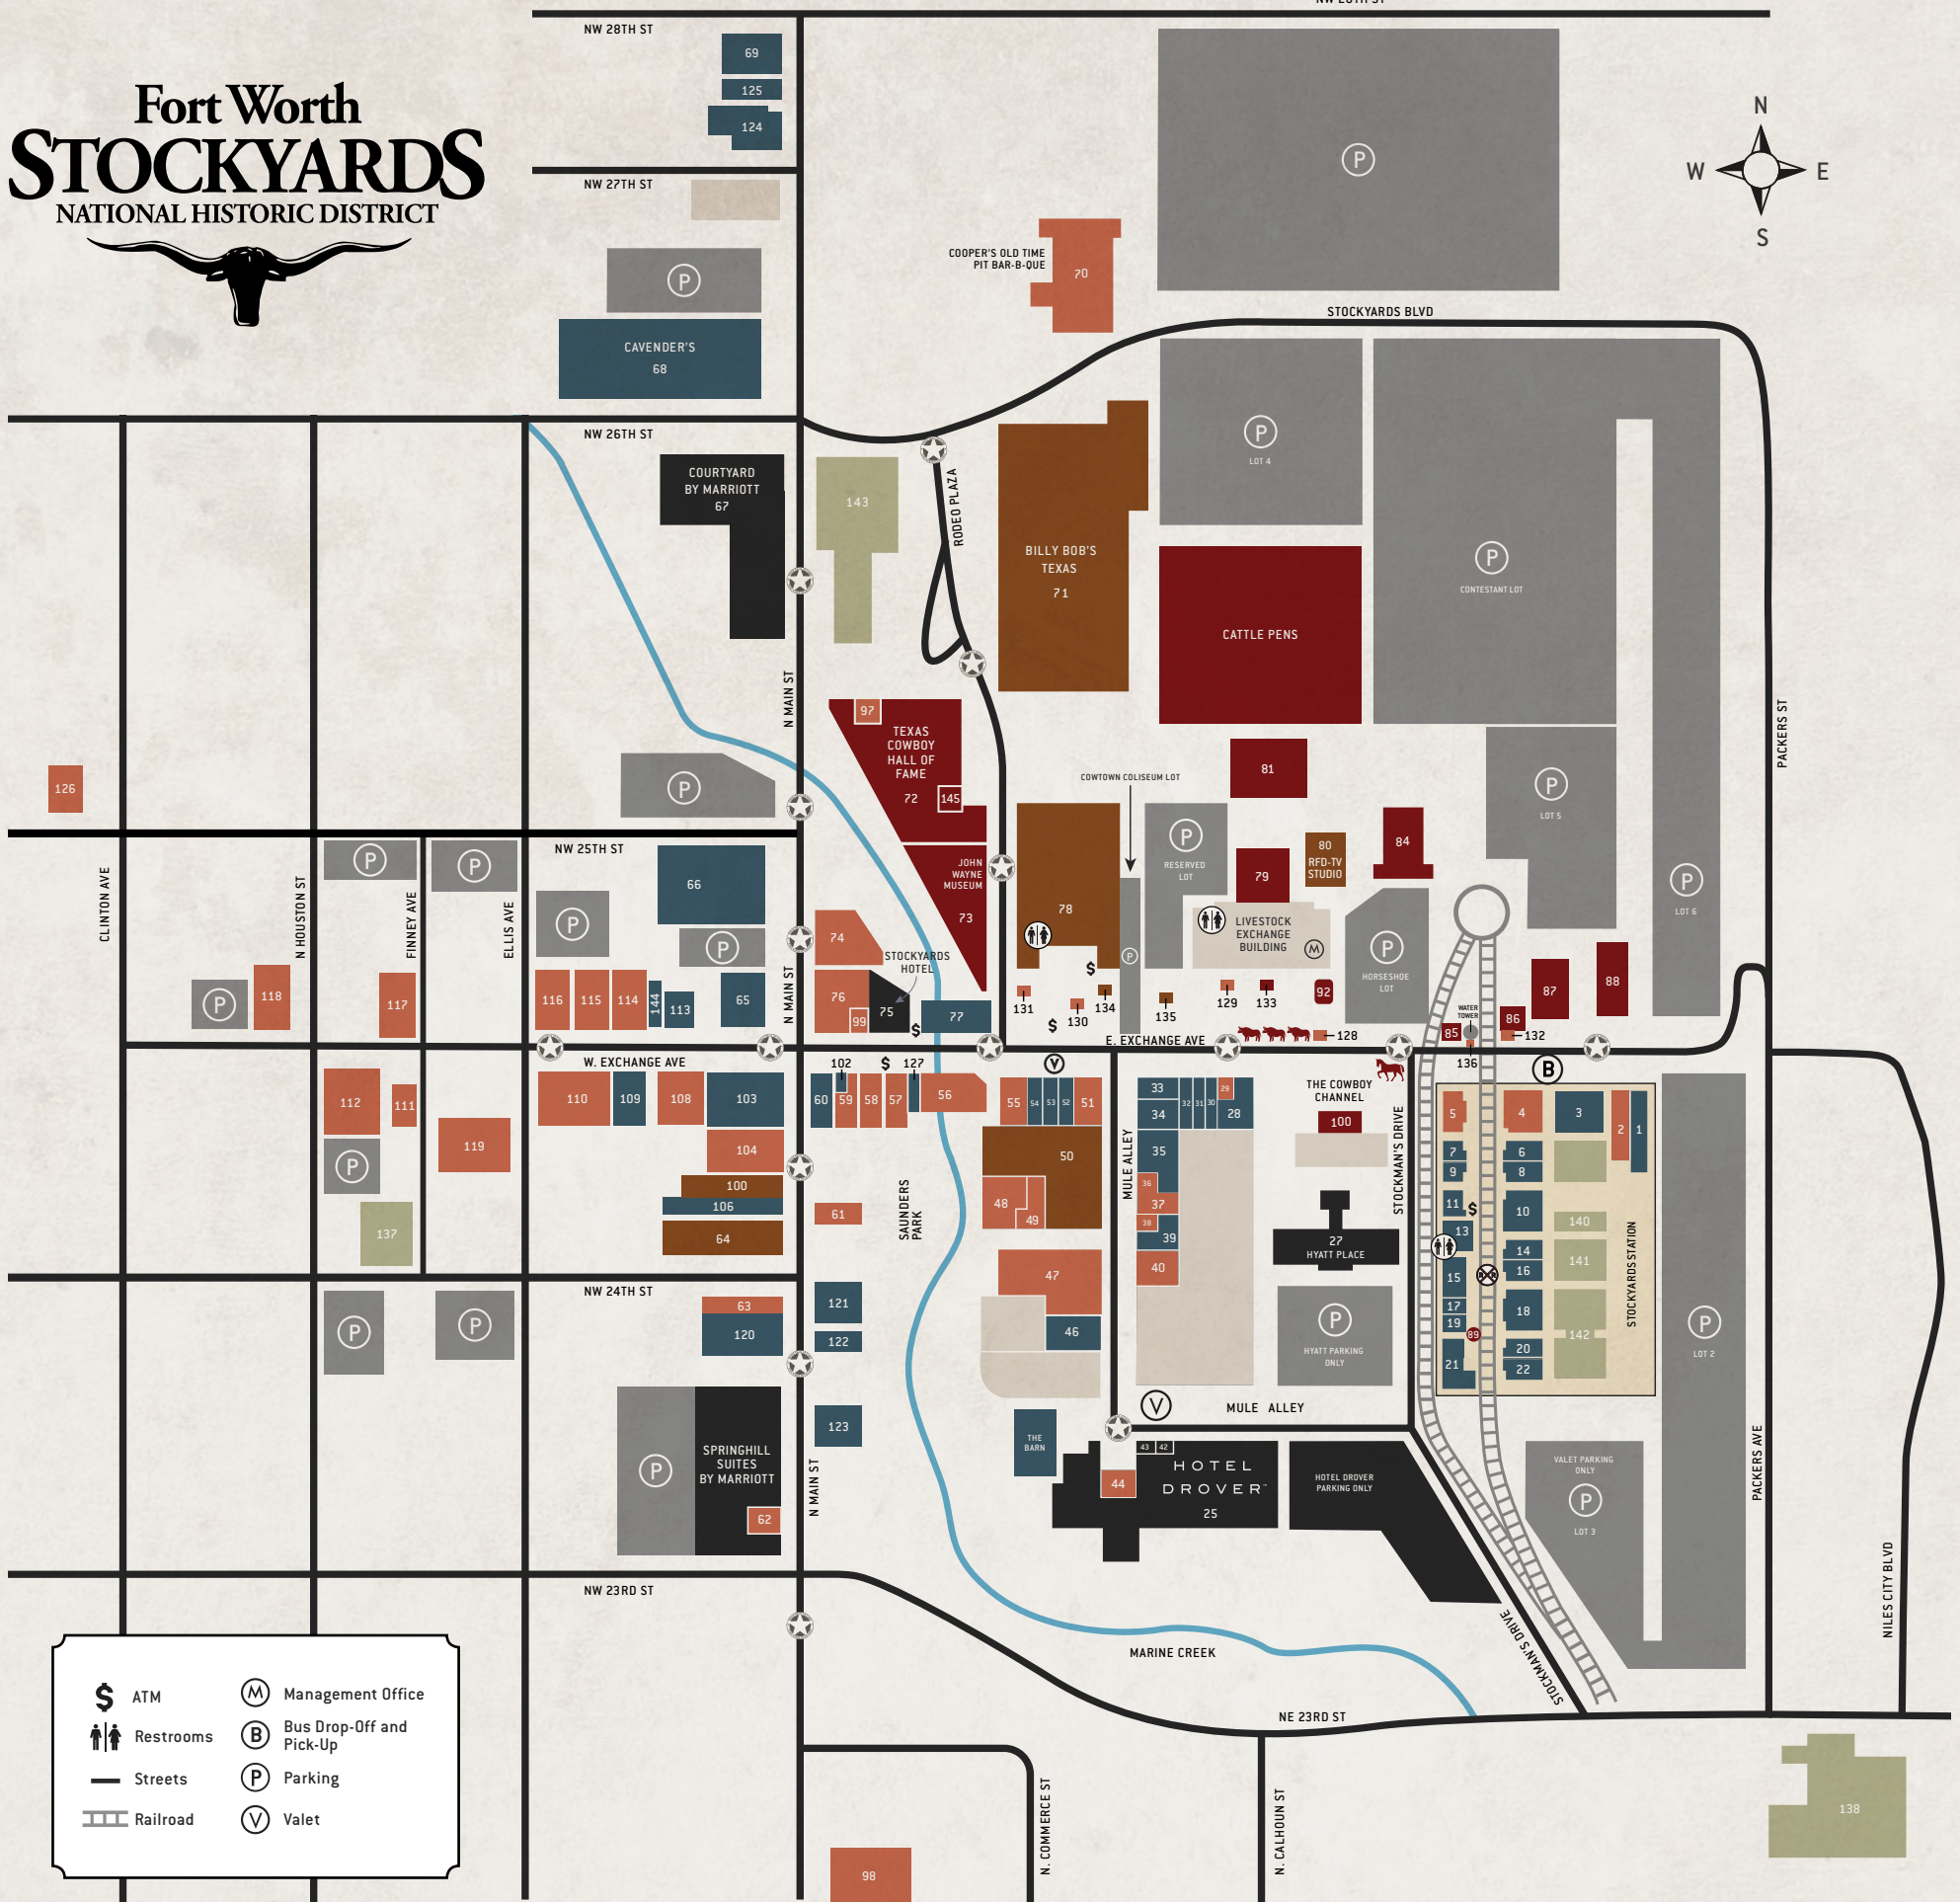 NW 28TH ST
NW 28TH ST
69
125
124
NW 27TH ST
Fort Worth
STOCKYARDS
NATIONAL HISTORIC DISTRICT
N
W E
S
P
P
COOPER'S OLD TIME
PIT BAR-B-QUE
70
STOCKYARDS BLVD
CAVENDER'S
68
NW 26TH ST
COURTYARD
BY MARRIOTT
67
143
RODEO PLAZA
BILLY BOB'S
TEXAS
71
P
LOT 4
P
CONTESTANT LOT
CATTLE PENS
N MAIN ST
PACKERS ST
97
TEXAS
COWBOY
HALL OF
FAME
72
145
JOHN
WAYNE
MUSEUM
73
126
P
COWTOWN COLISEUM LOT
81
P
LOT 5
P
LOT 6
NW 25TH ST
CLINTON AVE
N HOUSTON ST
FINNEY AVE
ELLIS AVE
P
P
P
P
P
66
118
117
116
115
114
144
113
65
N MAIN ST
74
STOCKYARDS
HOTEL
76
99
75
$
77
78
$
$
P
131
130
134
135
P
RESERVED
LOT
79
80
RFD-TV
STUDIO
84
LIVESTOCK
EXCHANGE
BUILDING
M
P
HORSESHOE
LOT
129
133
92
128
WATER
TOWER
85
86
87
88
132
136
B
W. EXCHANGE AVE
E. EXCHANGE AVE
V
112
111
P
119
137
110
109
108
103
104
100
106
64
102
$
127
60
59
58
57
56
61
SAUNDERS
PARK
55
54
53
52
51
50
48
49
47
46
MULE ALLEY
33
34
32
31
30
29
28
35
36
37
38
39
40
THE COWBOY
CHANNEL
100
27
HYATT PLACE
P
HYATT PARKING
ONLY
STOCKMAN'S DRIVE
5
4
3
2
1
7
6
9
8
11
$
10
13
14
15
16
17
18
19
89
20
21
22
140
141
142
STOCKYARDS STATION
R R
P
LOT 2
NW 24TH ST
P
P
63
120
121
122
123
P
SPRINGHILL
SUITES
BY MARRIOTT
62
N MAIN ST
V
MULE ALLEY
THE
BARN
43
42
44
HOTEL
DROVER™
25
HOTEL DROVER
PARKING ONLY
VALET PARKING
ONLY
P
LOT 3
PACKERS AVE
NILES CITY BLVD
STOCKMAN'S DRIVE
NW 23RD ST
MARINE CREEK
NE 23RD ST
N. COMMERCE ST
N. CALHOUN ST
138
98
$ ATM
Restrooms
Streets
Railroad
M Management Office
B Bus Drop-Off and
Pick-Up
P Parking
V Valet